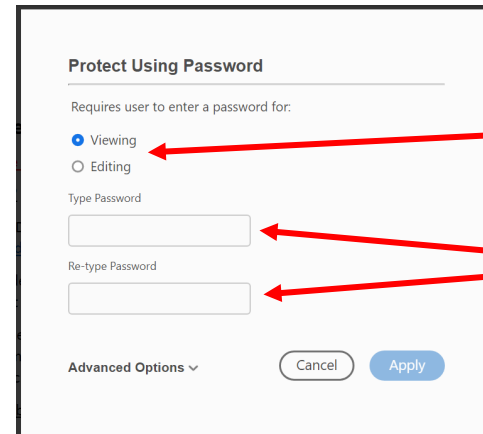 Protect Using Password
Requires user to enter a password for:
Viewing
Editing
Type Password
Re-type Password
Advanced Options
Cancel
Apply